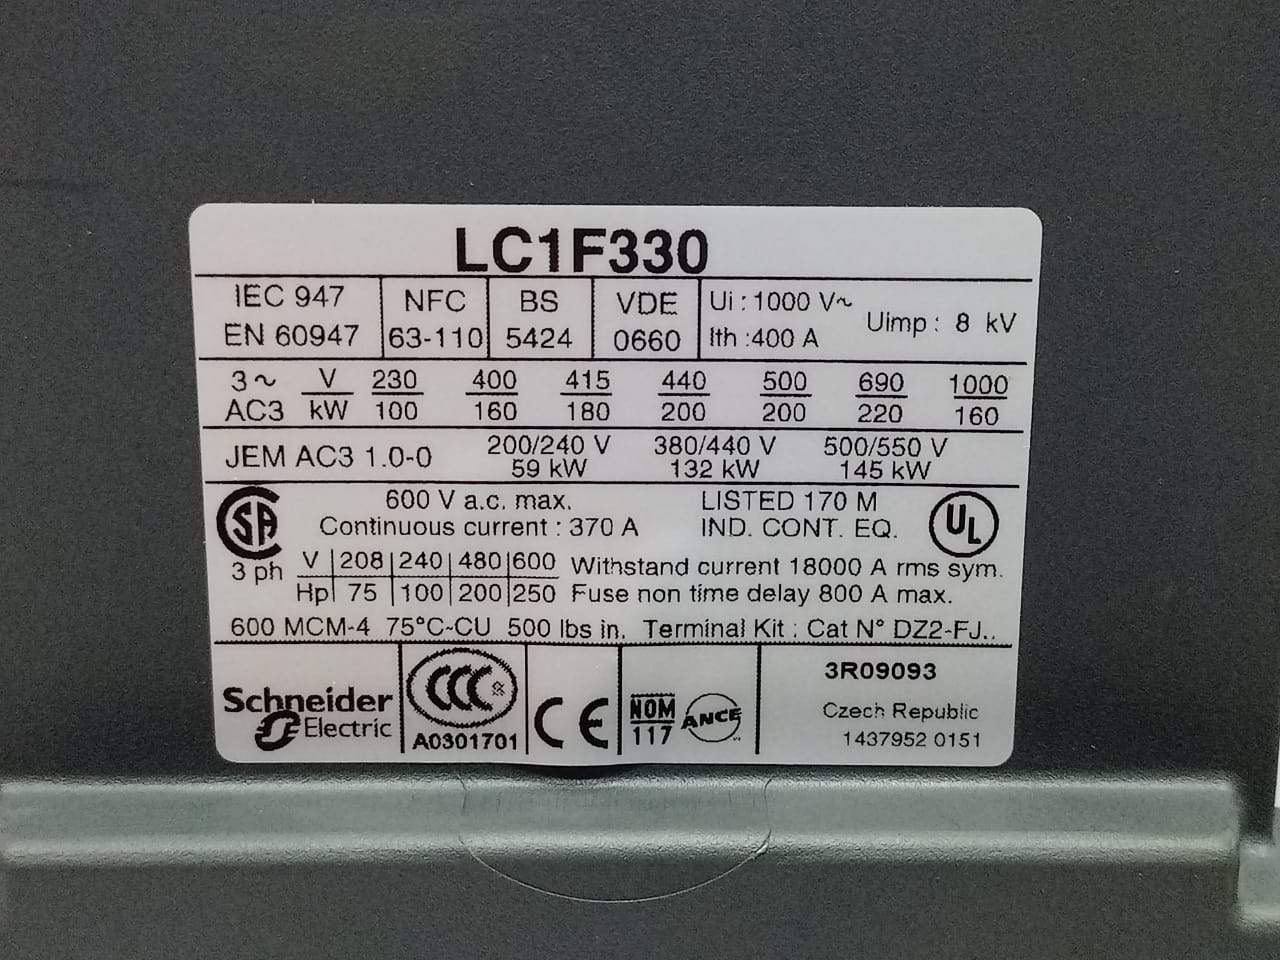 LC1F330
IEC 947
EN 60947
NFC
63-110
BS
5424
VDE
0660
Ui : 1000 V~
Ith :400 A
Uimp : 8 kV
3~ V 230 400 415 440 500 690 1000
AC3 kW 100 160 180 200 200 220 160
JEM AC3 1.0-0
200/240 V 380/440 V 500/550 V
59 kW 132 kW 145 kW
SA
600 V a.c. max.
Continuous current : 370 A
LISTED 170 M
IND. CONT. EQ.
UL
3 ph
V 208 240 480 600
Hp 75 100 200 250
Withstand current 18000 A rms sym.
Fuse non time delay 800 A max.
600 MCM-4 75°C-CU 500 lbs in. Terminal Kit : Cat N° DZ2-FJ..
Schneider
Electric
CCC
A0301701
CE
NOM
117
ANCE
3R09093
Czech Republic
1437952 0151